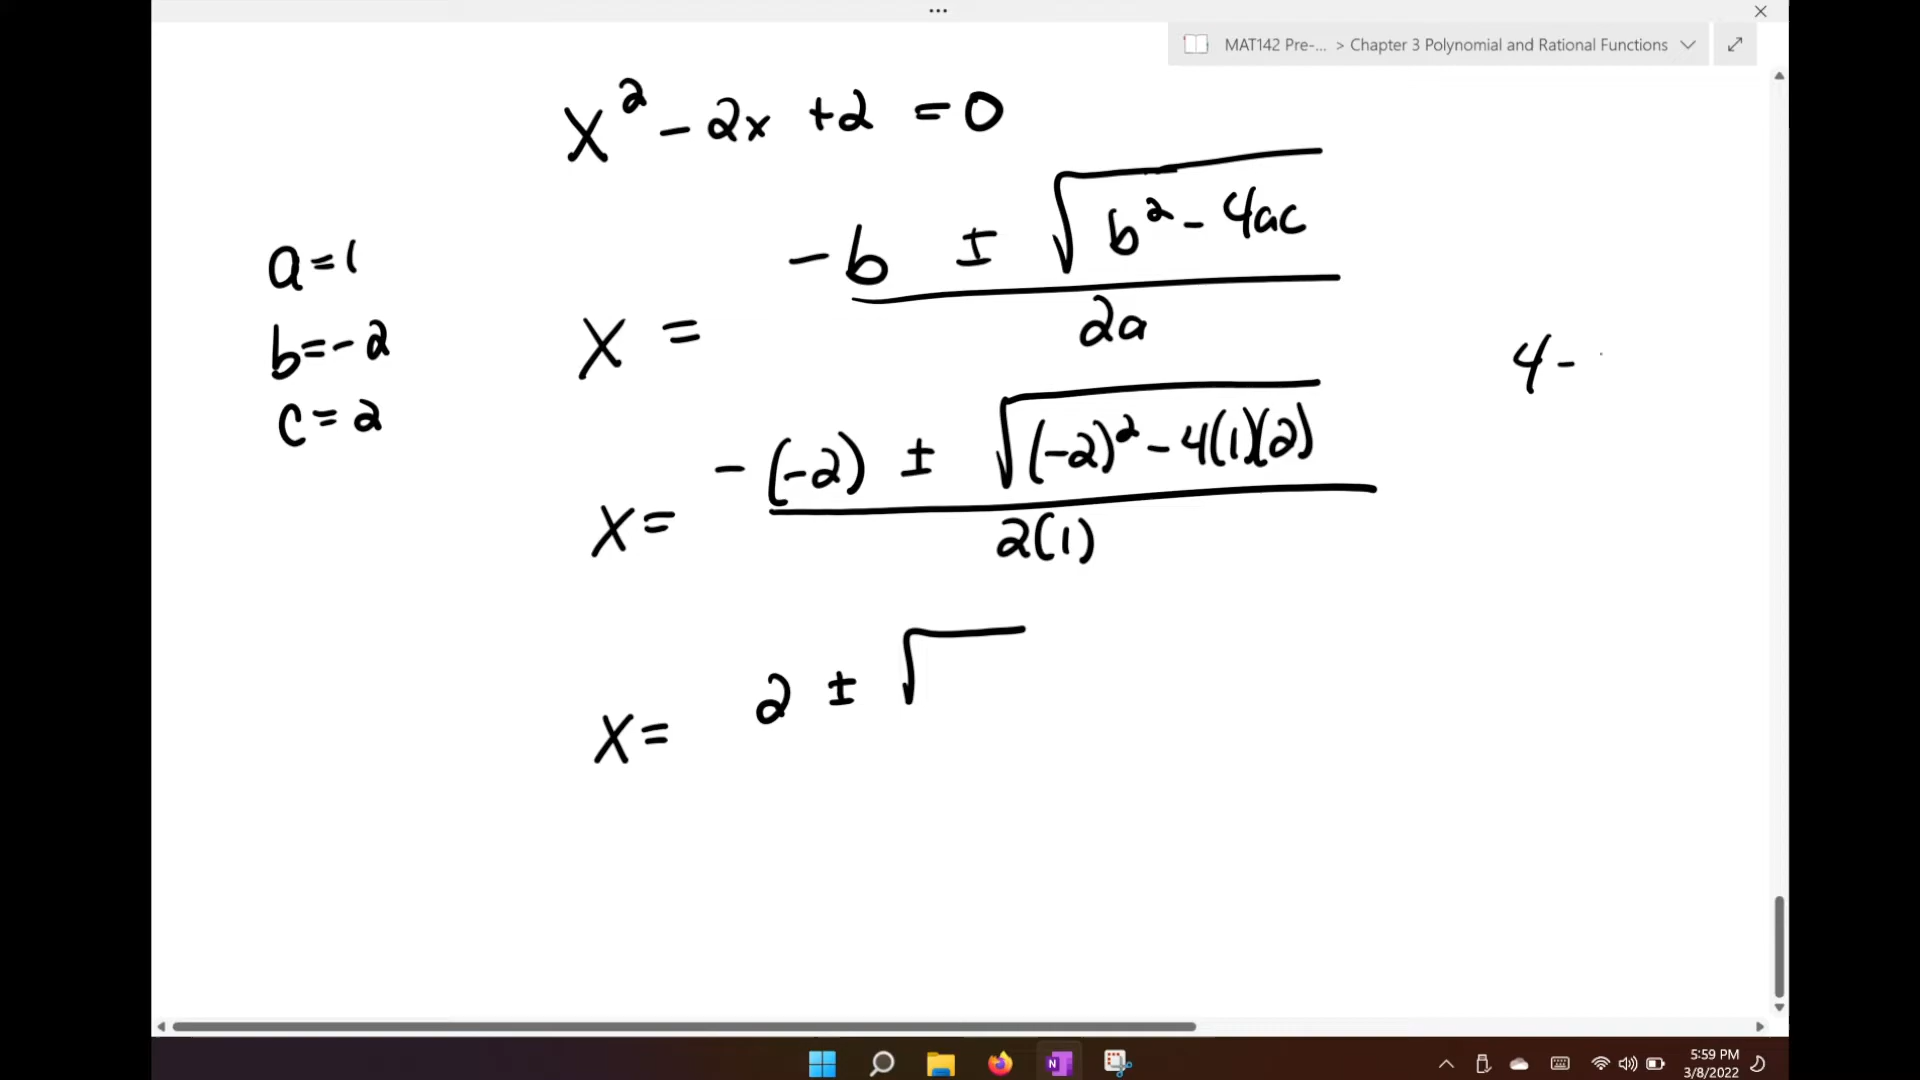 ...
MAT142 Pre-... > Chapter 3 Polynomial and Rational Functions
x² - 2x + 2 = 0
a = 1
b = -2
c = 2
x = (-b ± √(b² - 4ac)) / 2a
4 -
x = (-(-2) ± √((-2)² - 4(1)(2))) / 2(1)
x = 2 ± √
5:59 PM
3/8/2022